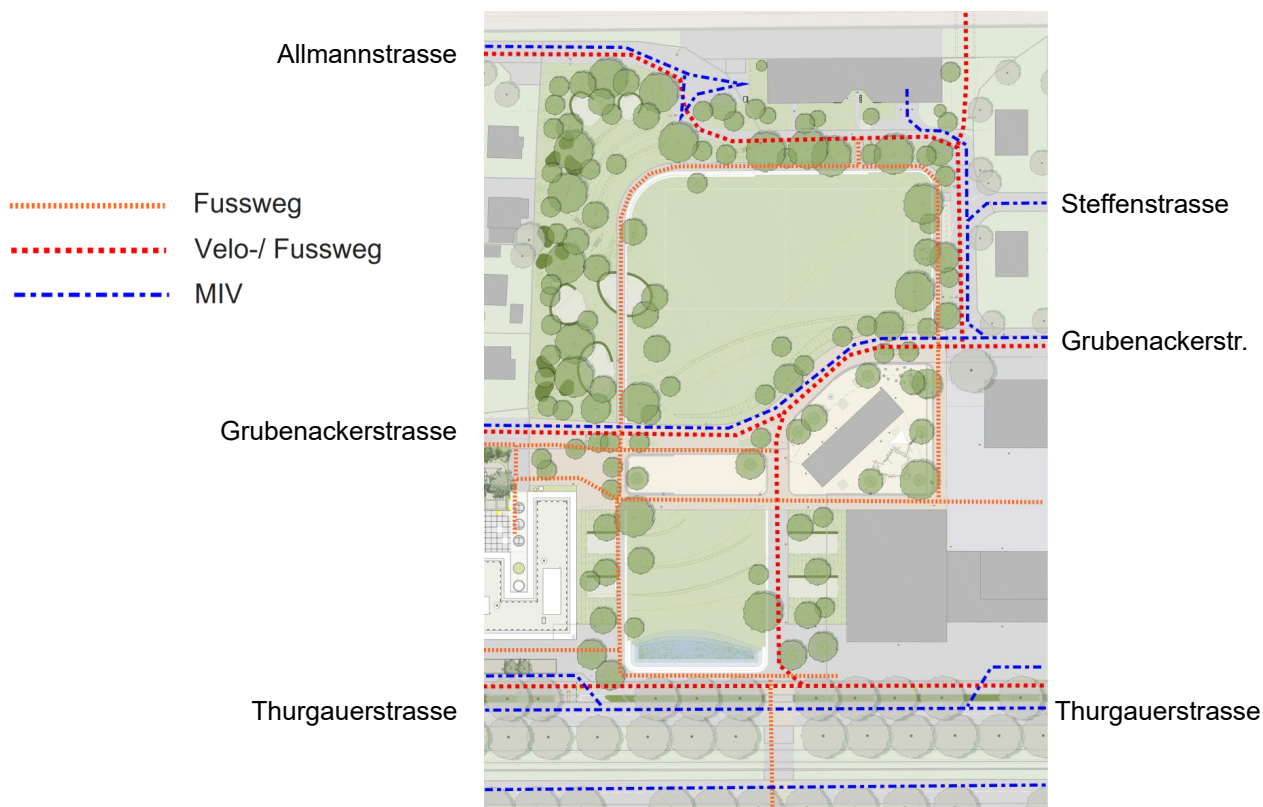 Allmannstrasse
Fussweg
Velo-/ Fussweg
MIV
Steffenstrasse
Grubenackerstr.
Grubenackerstrasse
Thurgauerstrasse
Thurgauerstrasse